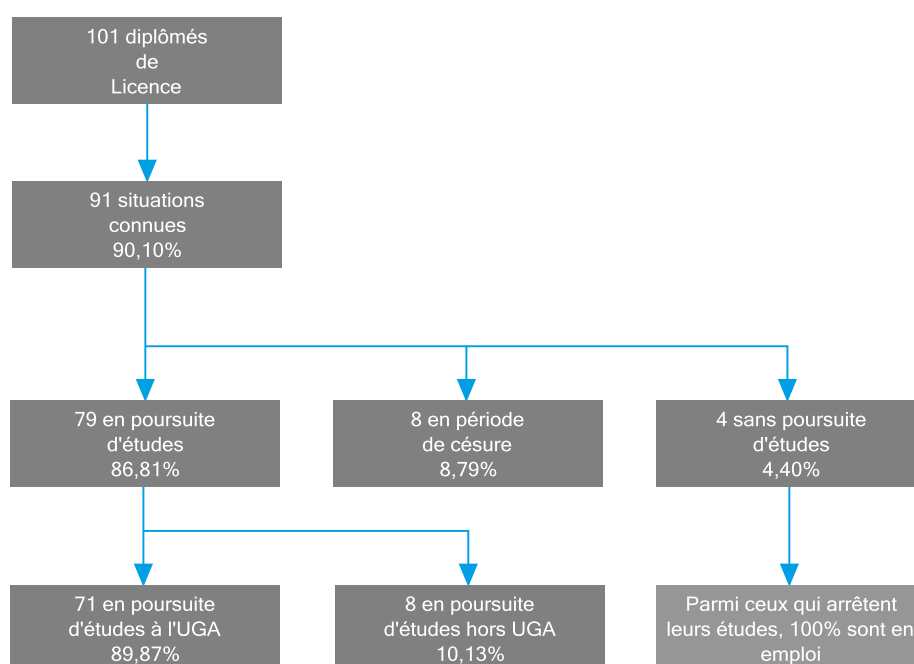 101 diplômés
de
Licence
91 situations
connues
90,10%
79 en poursuite
d'études
86,81%
8 en période
de césure
8,79%
4 sans poursuite
d'études
4,40%
71 en poursuite
d'études à l'UGA
89,87%
8 en poursuite
d'études hors UGA
10,13%
Parmi ceux qui arrêtent
leurs études, 100% sont en
emploi